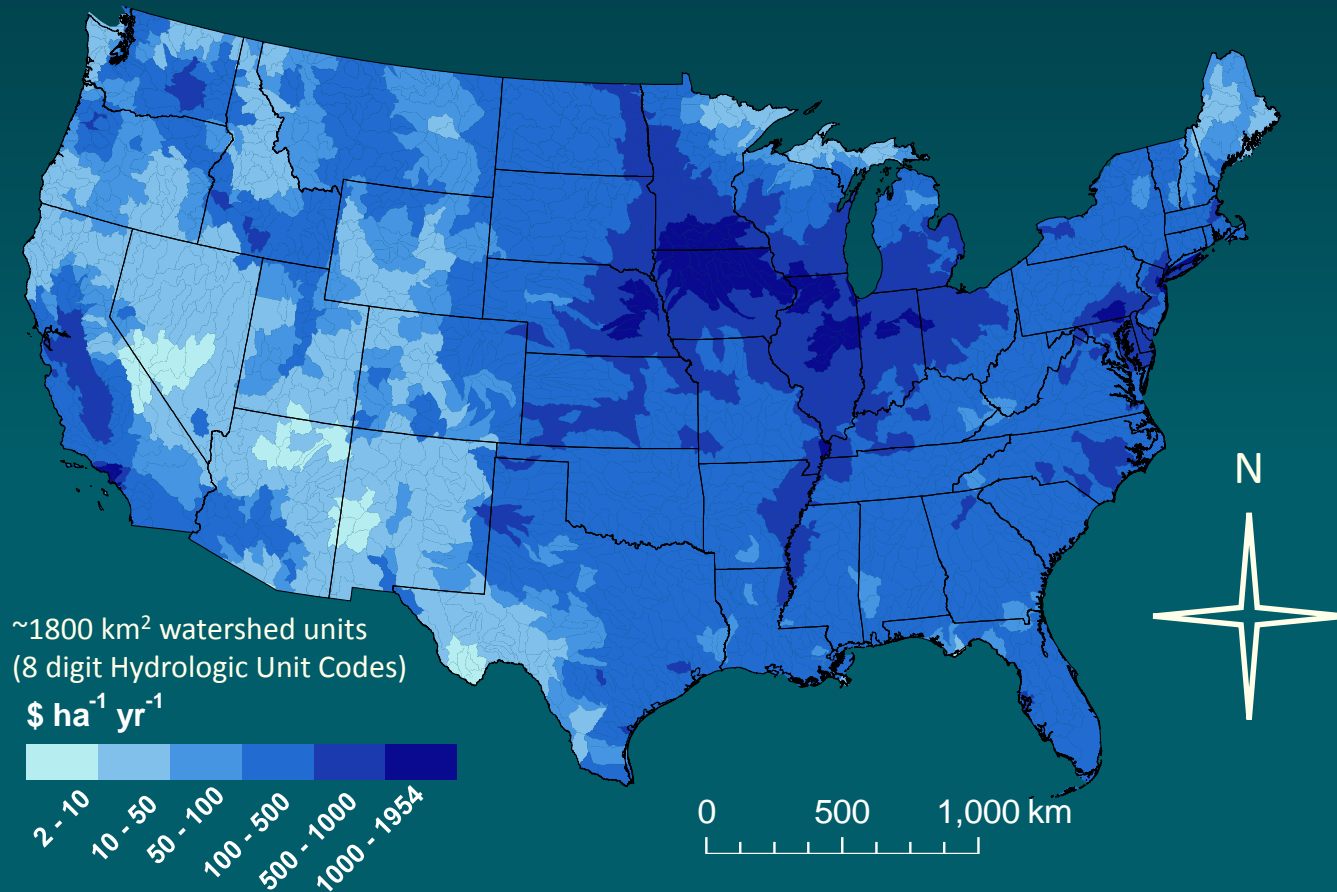 N
~1800 km² watershed units
(8 digit Hydrologic Unit Codes)
$ ha⁻¹ yr⁻¹
2 - 10
10 - 50
50 - 100
100 - 500
500 - 1000
1000 - 1954
0 500 1,000 km